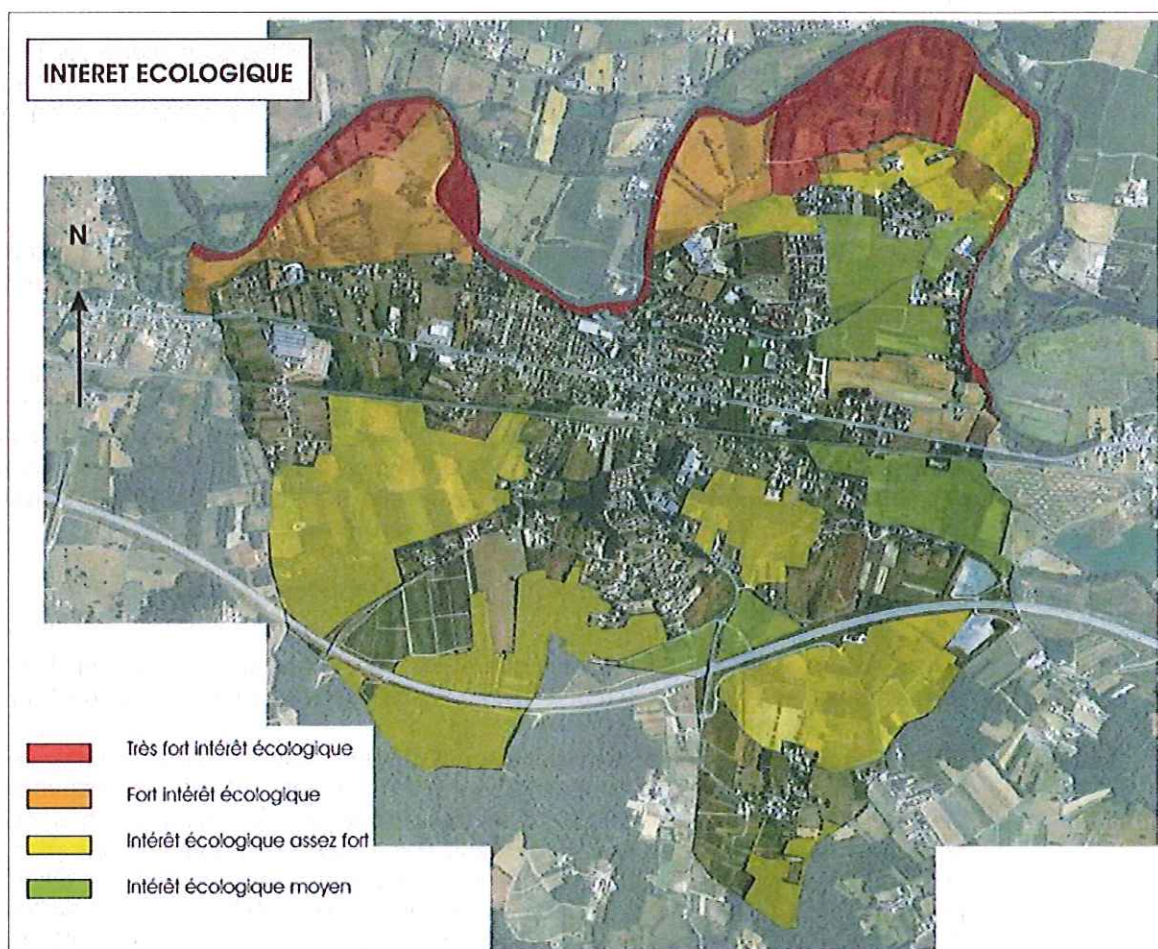 INTERET ECOLOGIQUE
N
Très fort intérêt écologique
Fort intérêt écologique
Intérêt écologique assez fort
Intérêt écologique moyen